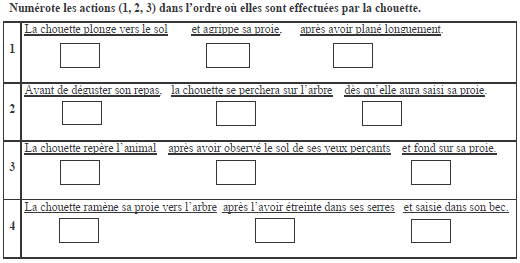 Numérote les actions (1, 2, 3) dans l'ordre où elles sont effectuées par la chouette.
1 La chouette plonge vers le sol et agrippe sa proie, après avoir plané longuement.
2 Avant de déguster son repas, la chouette se perchera sur l'arbre dès qu'elle aura saisi sa proie.
3 La chouette repère l'animal après avoir observé le sol de ses yeux perçants et fond sur sa proie.
4 La chouette ramène sa proie vers l'arbre après l'avoir étreinte dans ses serres et saisie dans son bec.